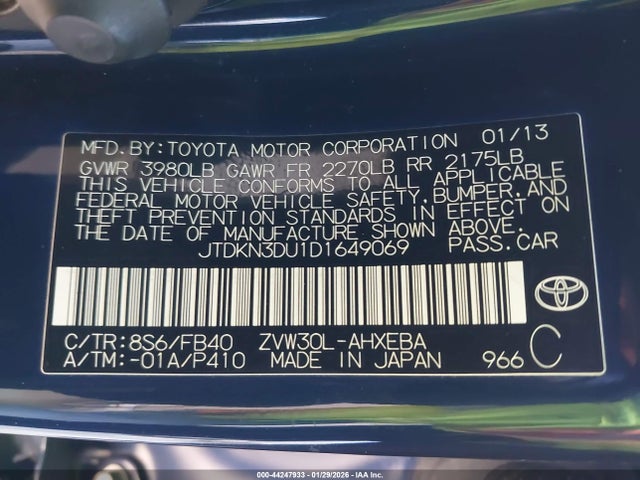 MFD.BY:TOYOTA MOTOR CORPORATION 01/13
GVWR 3980LB GAWR FR 2270LB RR 2175LB
THIS VEHICLE CONFORMS TO ALL APPLICABLE
FEDERAL MOTOR VEHICLE SAFETY,BUMPER,AND
THEFT PREVENTION STANDARDS IN EFFECT ON
THE DATE OF MANUFACTURE SHOWN ABOVE.
JTDKN3DU1D1649069 PASS.CAR
C/TR:8S6/FB40 ZVW30L-AHXEBA
A/TM:-01A/P410 MADE IN JAPAN 966 C
000-44247933 - 01/29/2026 - IAAI Corp.